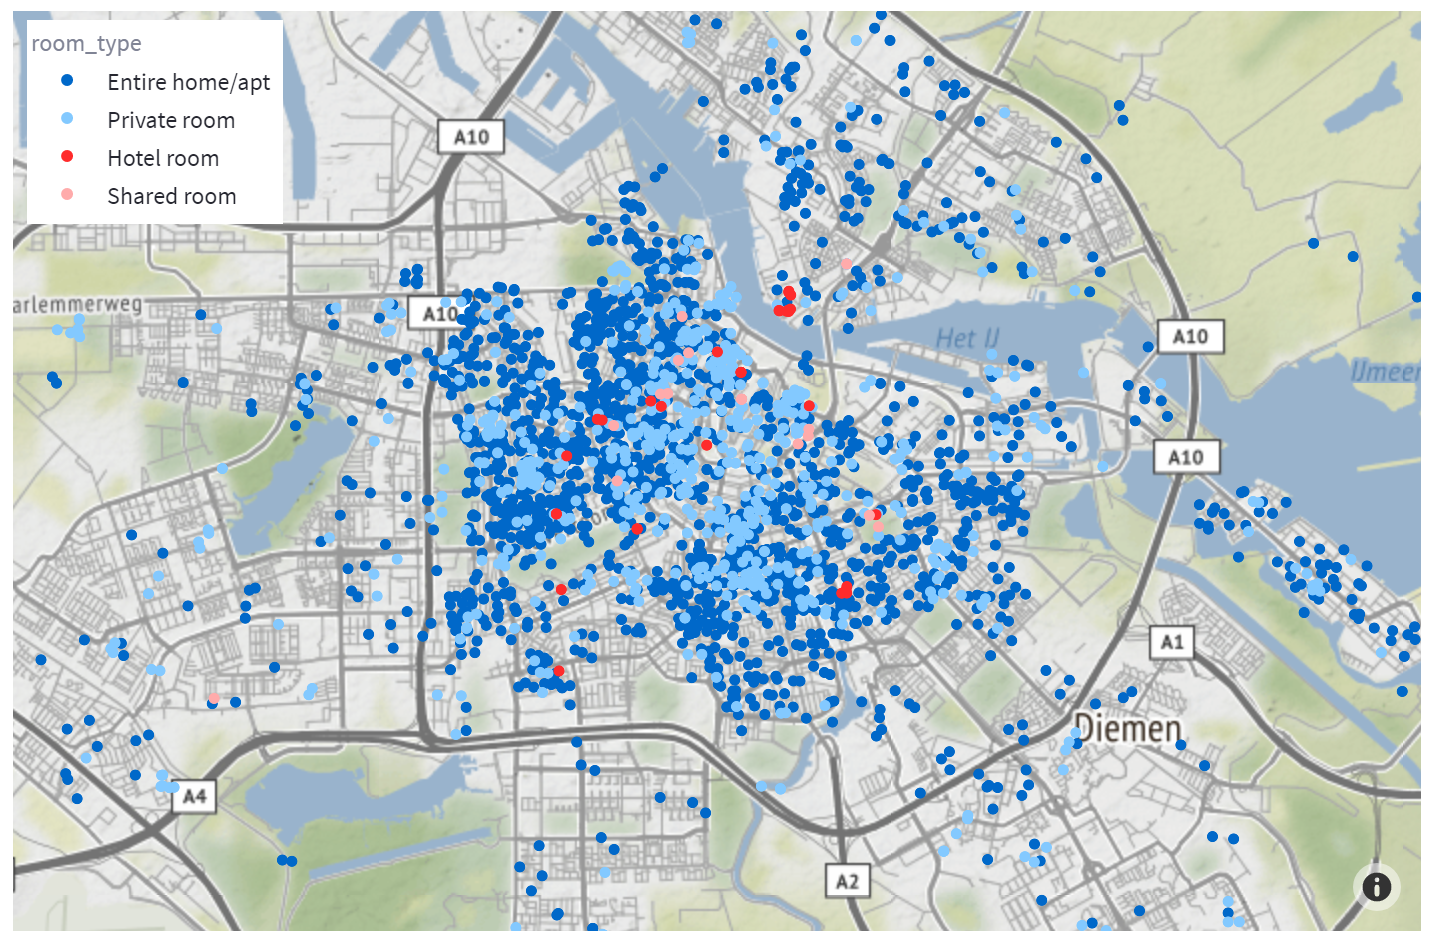 room_type
Entire home/apt
Private room
Hotel room
Shared room
A10
arlemmerweg
A10
Het IJ
A10
IJmeer
A10
A1
Diemen
A4
A2
i